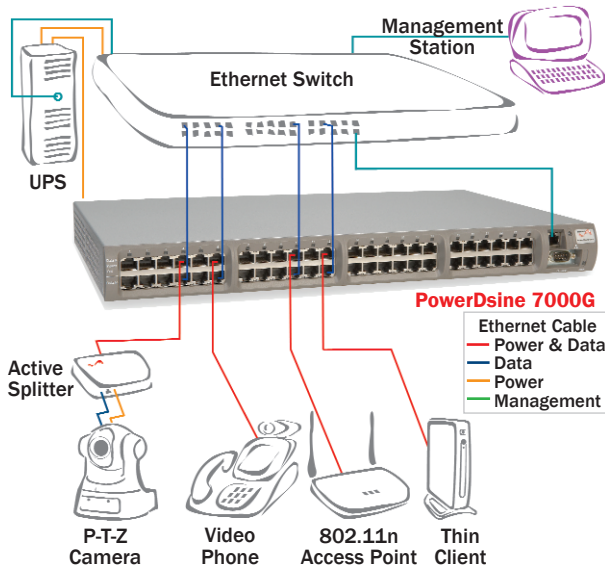 Management
Station
Ethernet Switch
UPS
PowerDsine 7000G
Ethernet Cable
Power & Data
Data
Power
Management
Active
Splitter
P-T-Z
Camera
Video
Phone
802.11n
Access Point
Thin
Client